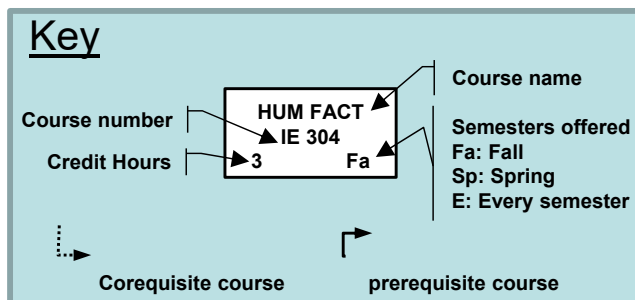 Key
Course number
Credit Hours
HUM FACT
IE 304
3 Fa
Course name
Semesters offered
Fa: Fall
Sp: Spring
E: Every semester
Corequisite course
prerequisite course